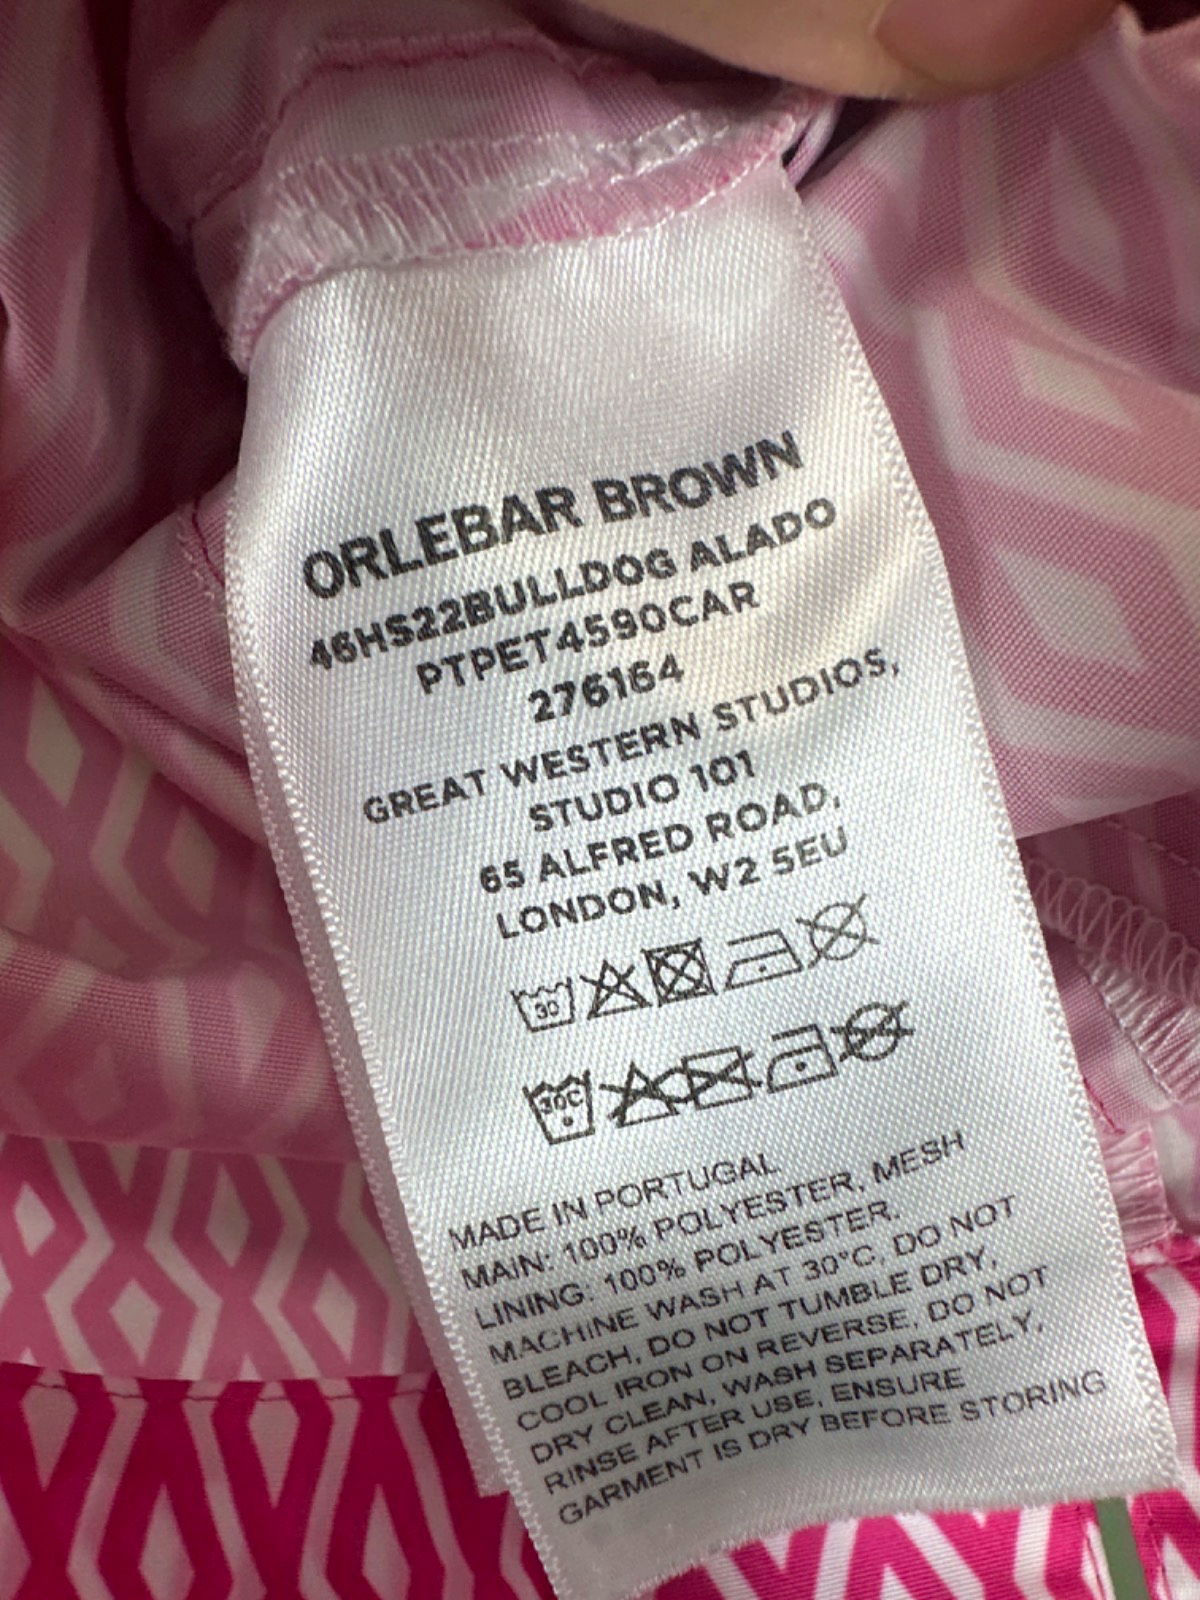 ORLEBAR BROWN
46HS22BULLDOG ALADO
PTPET4590CAR
276164
GREAT WESTERN STUDIOS,
STUDIO 101
65 ALFRED ROAD,
LONDON, W2 5EU
30
30C
MADE IN PORTUGAL
MAIN: 100% POLYESTER, MESH
LINING: 100% POLYESTER.
MACHINE WASH AT 30°C, DO NOT
BLEACH, DO NOT TUMBLE DRY,
COOL IRON ON REVERSE, DO NOT
DRY CLEAN, WASH SEPARATELY,
RINSE AFTER USE, ENSURE
GARMENT IS DRY BEFORE STORING